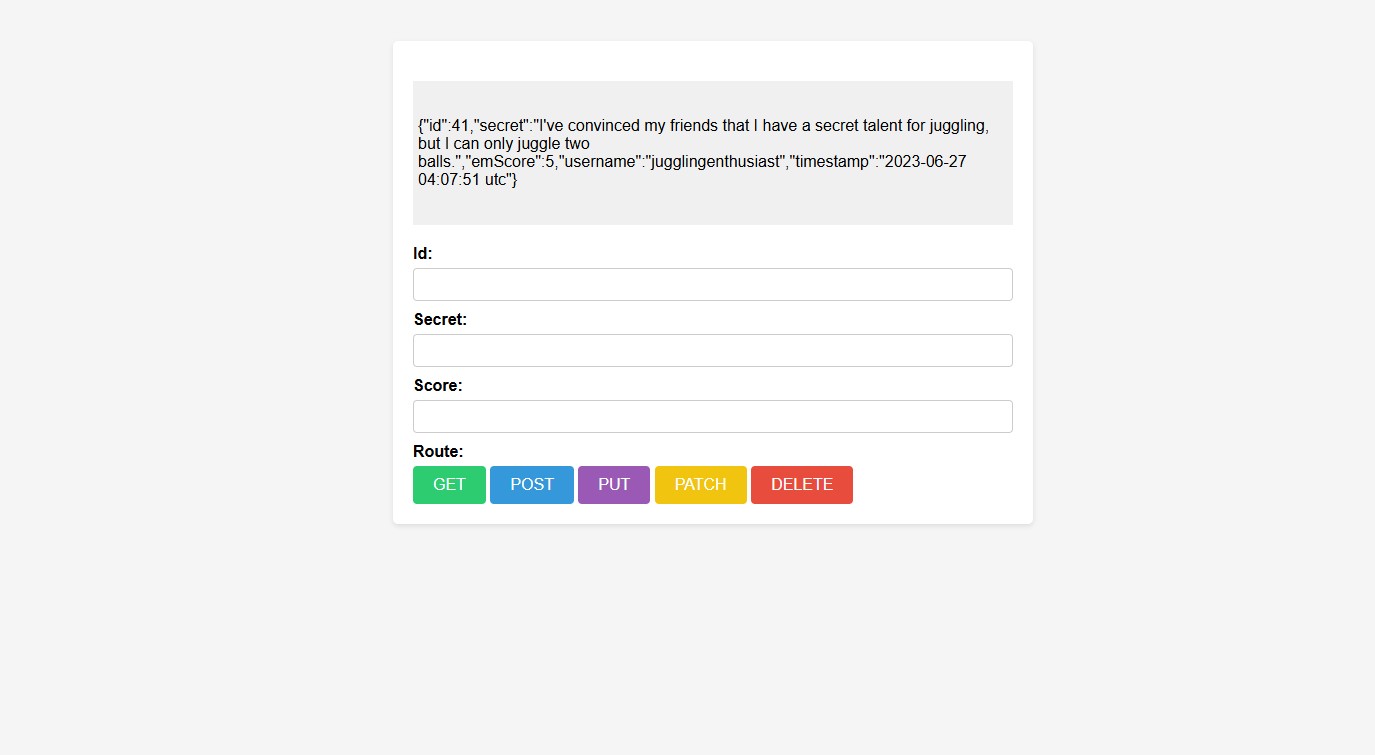 {"id":41,"secret":"I've convinced my friends that I have a secret talent for juggling,
but I can only juggle two
balls.","emScore":5,"username":"jugglingenthusiast","timestamp":"2023-06-27
04:07:51 utc"}
Id:
Secret:
Score:
Route:
GET POST PUT PATCH DELETE